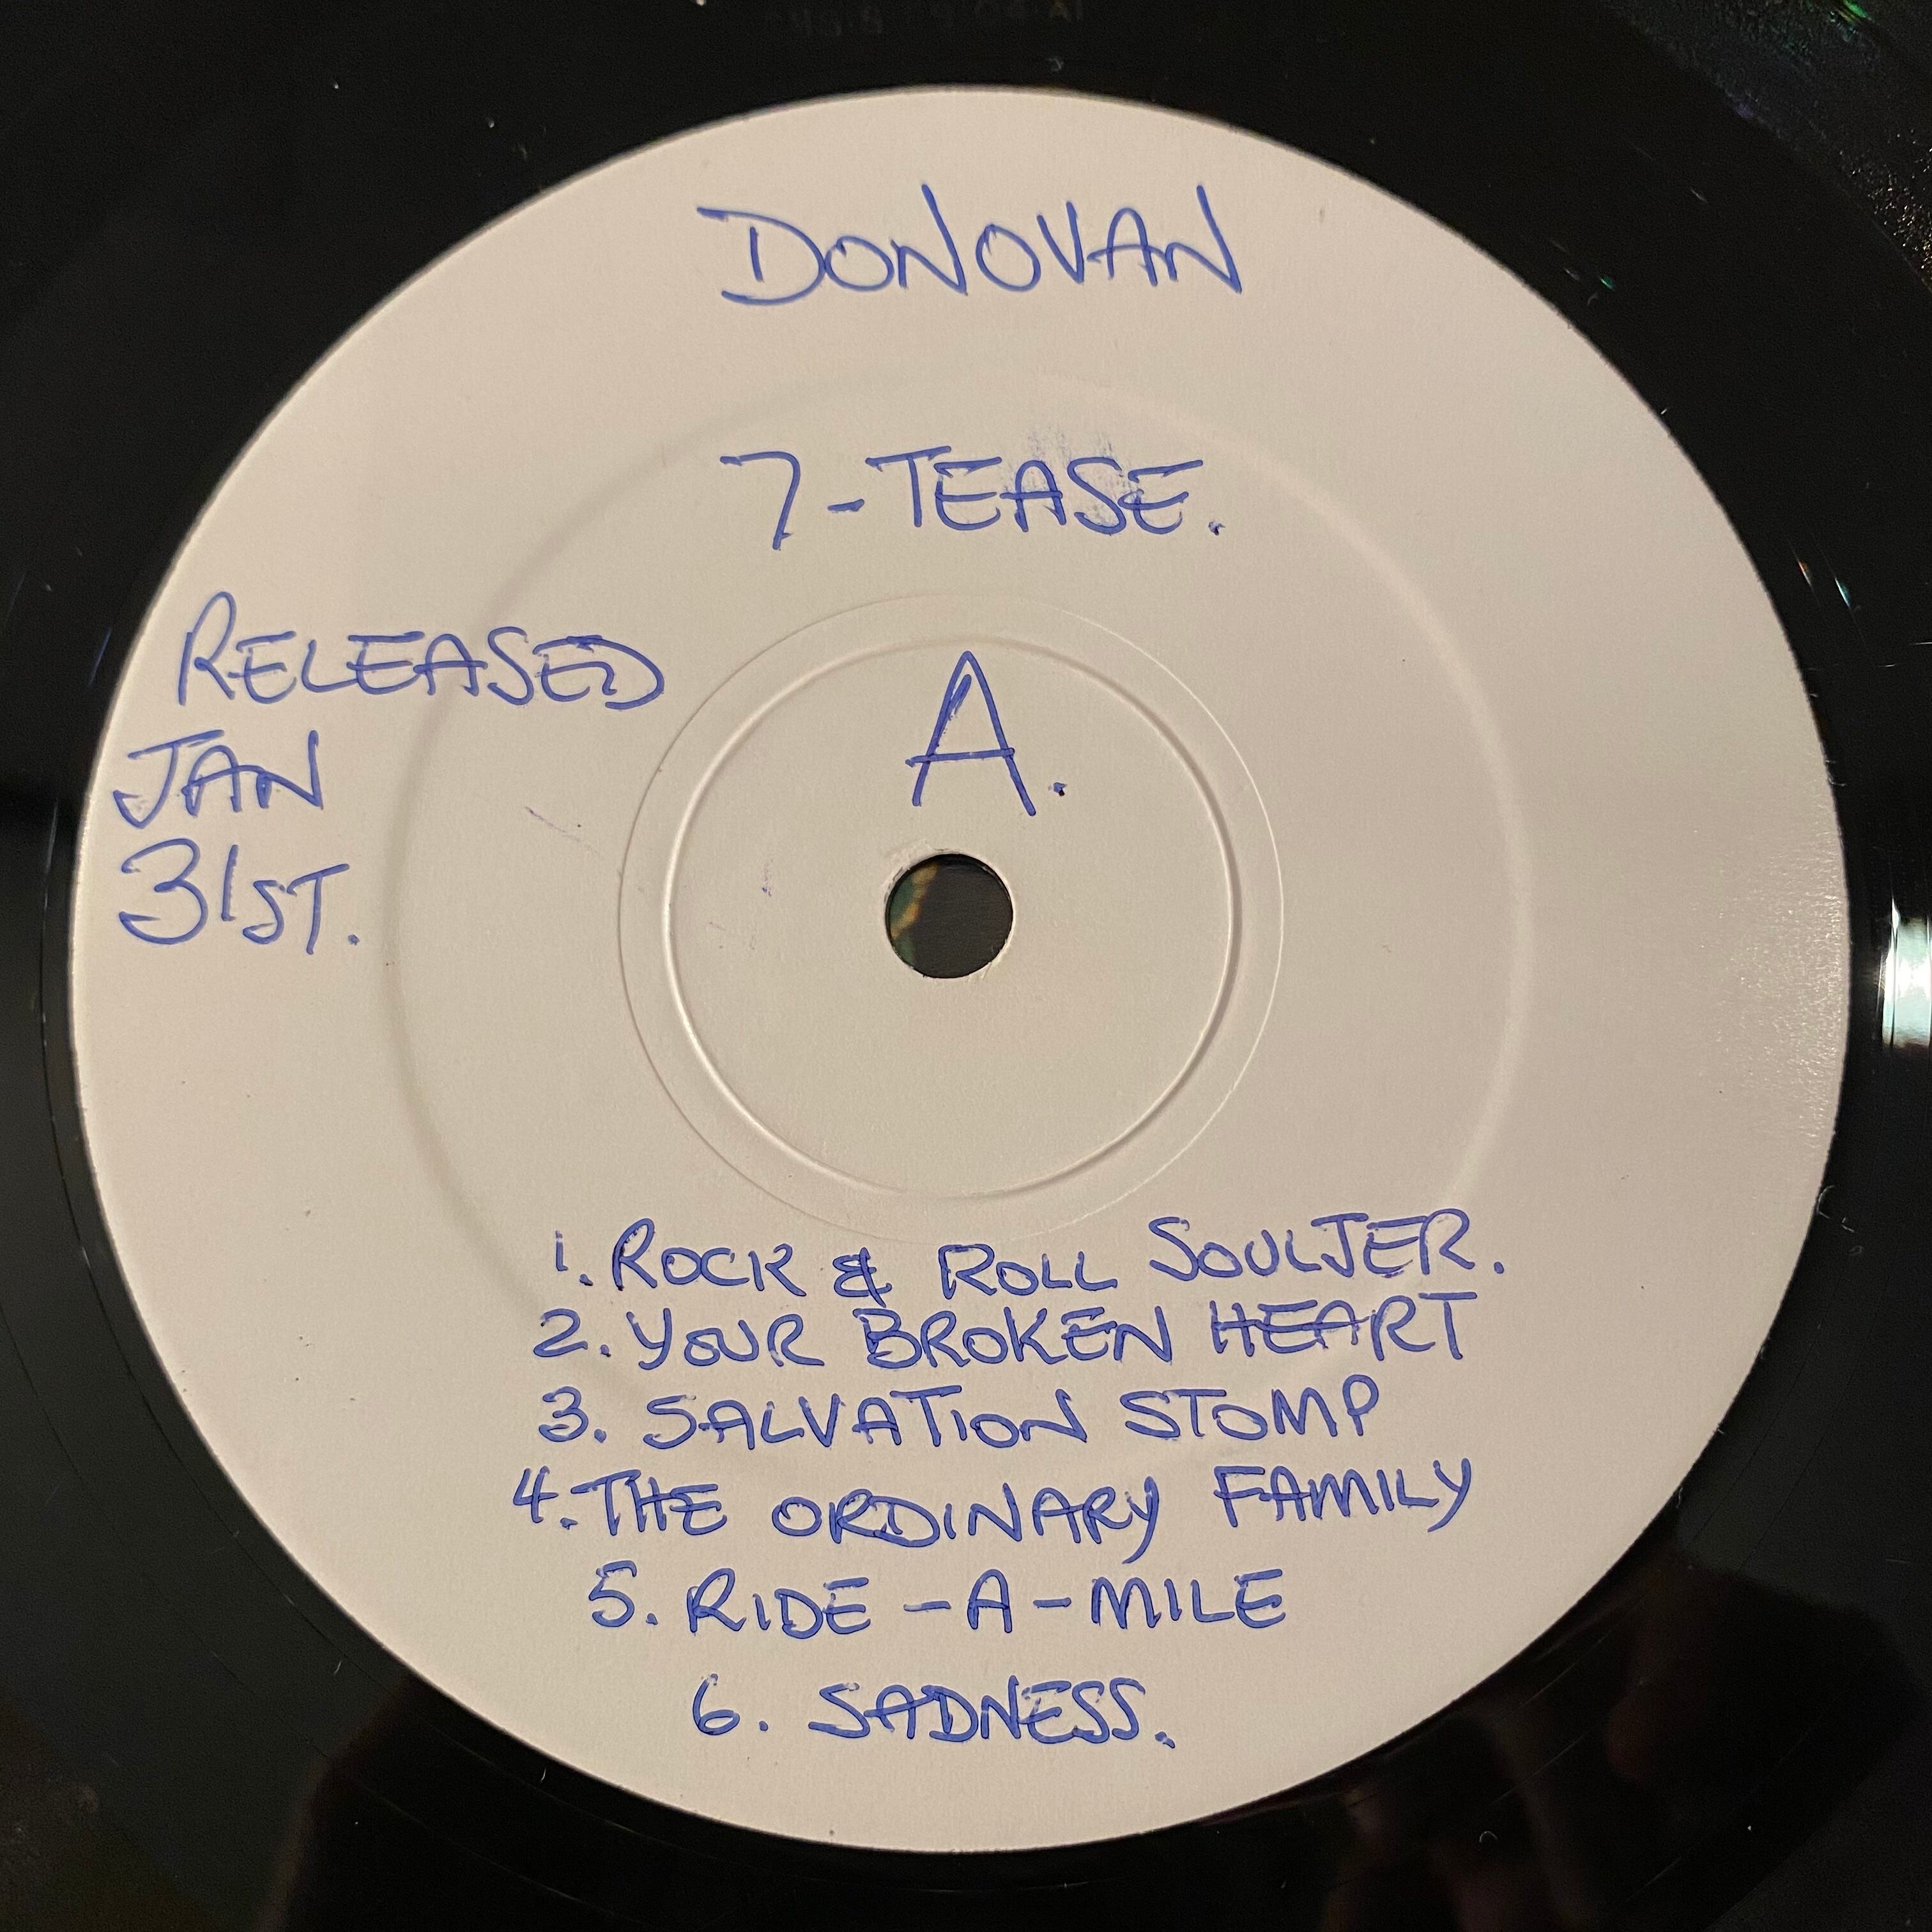 DONOVAN
7-TEASE.
RELEASED
JAN
31ST.
A.
1. ROCK & ROLL SOULJER.
2. YOUR BROKEN HEART
3. SALVATION STOMP
4. THE ORDINARY FAMILY
5. RIDE-A-MILE
6. SADNESS.